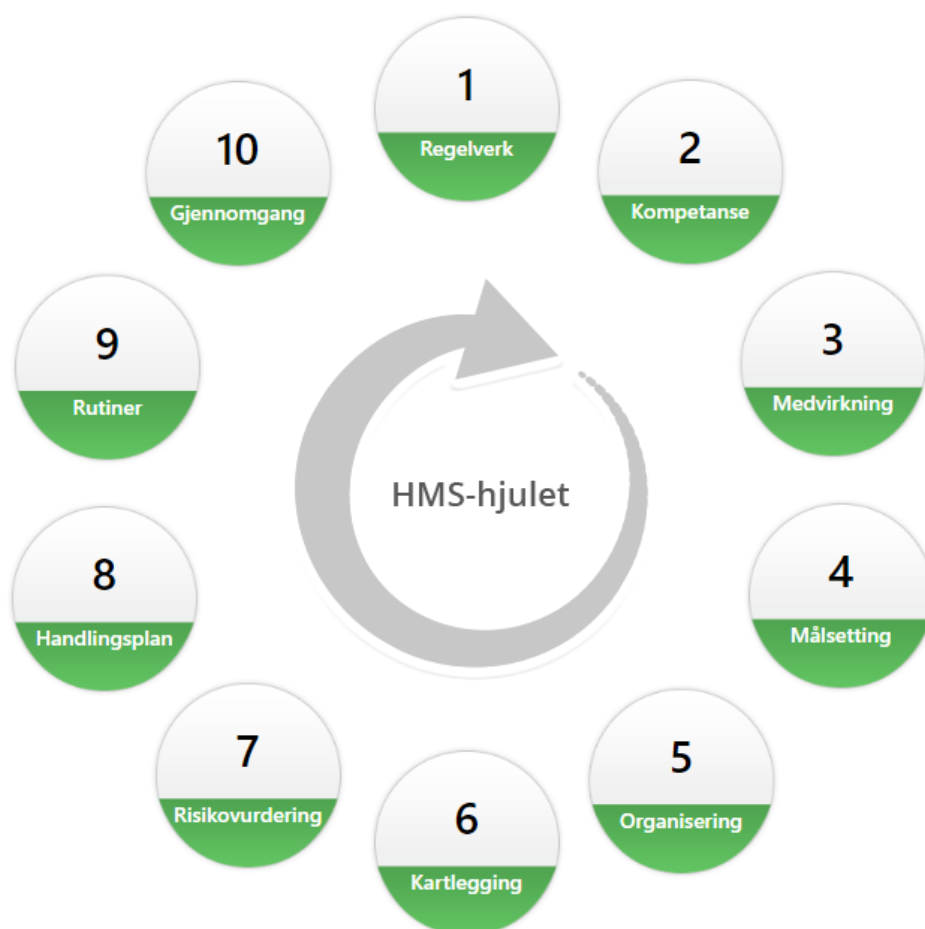 1
Regelverk
2
Kompetanse
3
Medvirkning
4
Målsetting
5
Organisering
6
Kartlegging
7
Risikovurdering
8
Handlingsplan
9
Rutiner
10
Gjennomgang
HMS-hjulet